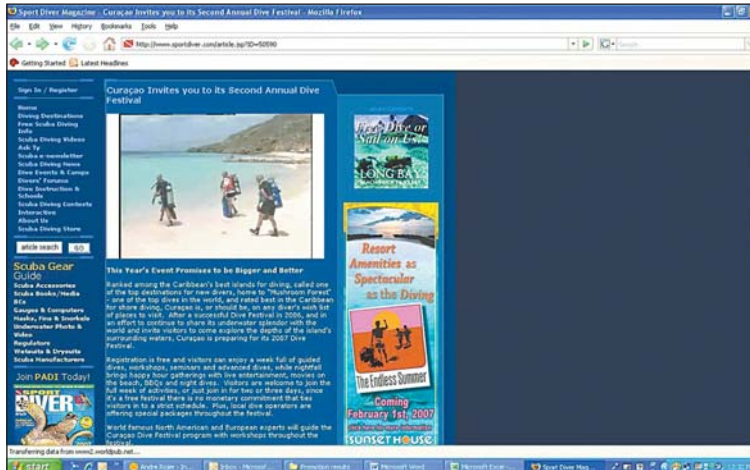 Sport Diver Magazine - Curaçao Invites you to its Second Annual Dive Festival - Mozilla Firefox
File Edit View History Bookmarks Tools Help
http://www.sportdiver.com/article.jsp?ID=50590
Getting Started Latest Headlines
Sign In / Register
Home
Diving Destinations
Free Scuba Diving
Info
Scuba Diving Videos
Ask Ty
Scuba e-newsletter
Scuba Diving News
Dive Events & Camps
Divers' Forums
Dive Instruction &
Schools
Scuba Diving Contests
Interactive
About Us
Scuba Diving Store
article search GO
Scuba Gear
Guide
Scuba Accessories
Scuba Books/Media
BCs
Gauges & Computers
Masks, Fins & Snorkels
Underwater Photo &
Video
Regulators
Wetsuits & Drysuits
Scuba Manufacturers
Join PADI Today!
SPORT
DIVER
Curaçao Invites you to its Second Annual Dive
Festival
This Year's Event Promises to be Bigger and Better
Ranked among the Caribbean's best islands for diving, called one
of the top destinations for new divers, home to "Mushroom Forest"
- one of the top dives in the world, and rated best in the Caribbean
for shore diving, Curaçao is, or should be, on any diver's wish list
of places to visit. After a successful Dive Festival in 2006, and in
an effort to continue to share its underwater splendor with the
world and invite visitors to come explore the depths of the island's
surrounding waters, Curaçao is preparing for its 2007 Dive
Festival.
Registration is free and visitors can enjoy a week full of guided
dives, workshops, seminars and advanced dives, while nightfall
brings happy hour gatherings with live entertainment, movies on
the beach, BBQs and night dives. Visitors are welcome to join the
full week of activities, or just join in for two or three days, since
it's a free festival there is no monetary commitment that ties
visitors in to a strict schedule. Plus, local dive operators are
offering special packages throughout the festival.
World famous North American and European experts will guide the
Curaçao Dive Festival program with workshops throughout the
festival.
Free Dive or
Sail on Us!
LONG BAY
Resort
Amenities as
Spectacular
as the Diving
The Endless Summer
Coming
February 1st, 2007
click here for more information
SUNSET HOUSE
Transferring data from www2.worldpub.net...
start
Inbox - Microsof...
Promotion results
Microsoft Word
Microsoft Excel -...
Sport Diver Mag...